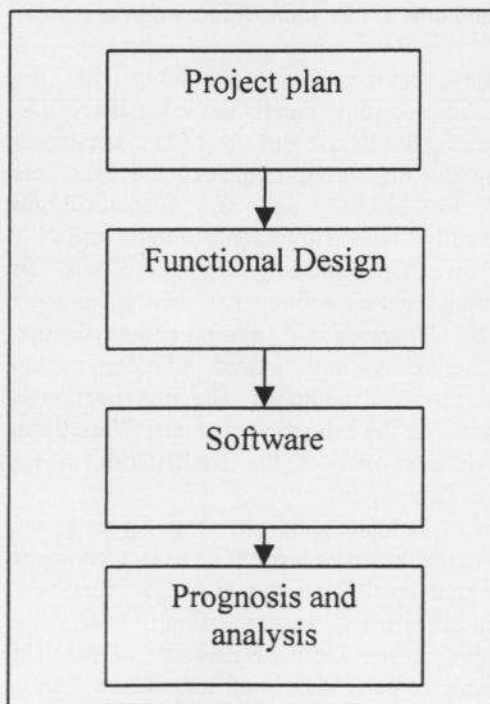 Project plan
Functional Design
Software
Prognosis and
analysis